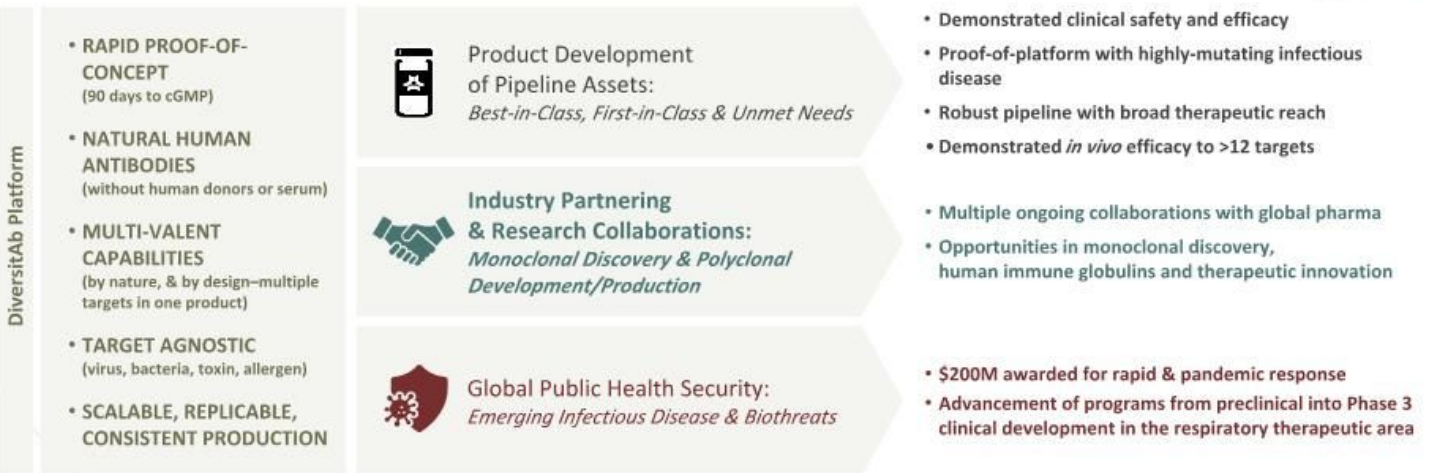 DiversitAb Platform
• RAPID PROOF-OF-
CONCEPT
(90 days to cGMP)
• NATURAL HUMAN
ANTIBODIES
(without human donors or serum)
• MULTI-VALENT
CAPABILITIES
(by nature, & by design–multiple
targets in one product)
• TARGET AGNOSTIC
(virus, bacteria, toxin, allergen)
• SCALABLE, REPLICABLE,
CONSISTENT PRODUCTION
Product Development
of Pipeline Assets:
Best-in-Class, First-in-Class & Unmet Needs
• Demonstrated clinical safety and efficacy
• Proof-of-platform with highly-mutating infectious
disease
• Robust pipeline with broad therapeutic reach
• Demonstrated in vivo efficacy to >12 targets
Industry Partnering
& Research Collaborations:
Monoclonal Discovery & Polyclonal
Development/Production
• Multiple ongoing collaborations with global pharma
• Opportunities in monoclonal discovery,
human immune globulins and therapeutic innovation
Global Public Health Security:
Emerging Infectious Disease & Biothreats
• $200M awarded for rapid & pandemic response
• Advancement of programs from preclinical into Phase 3
clinical development in the respiratory therapeutic area